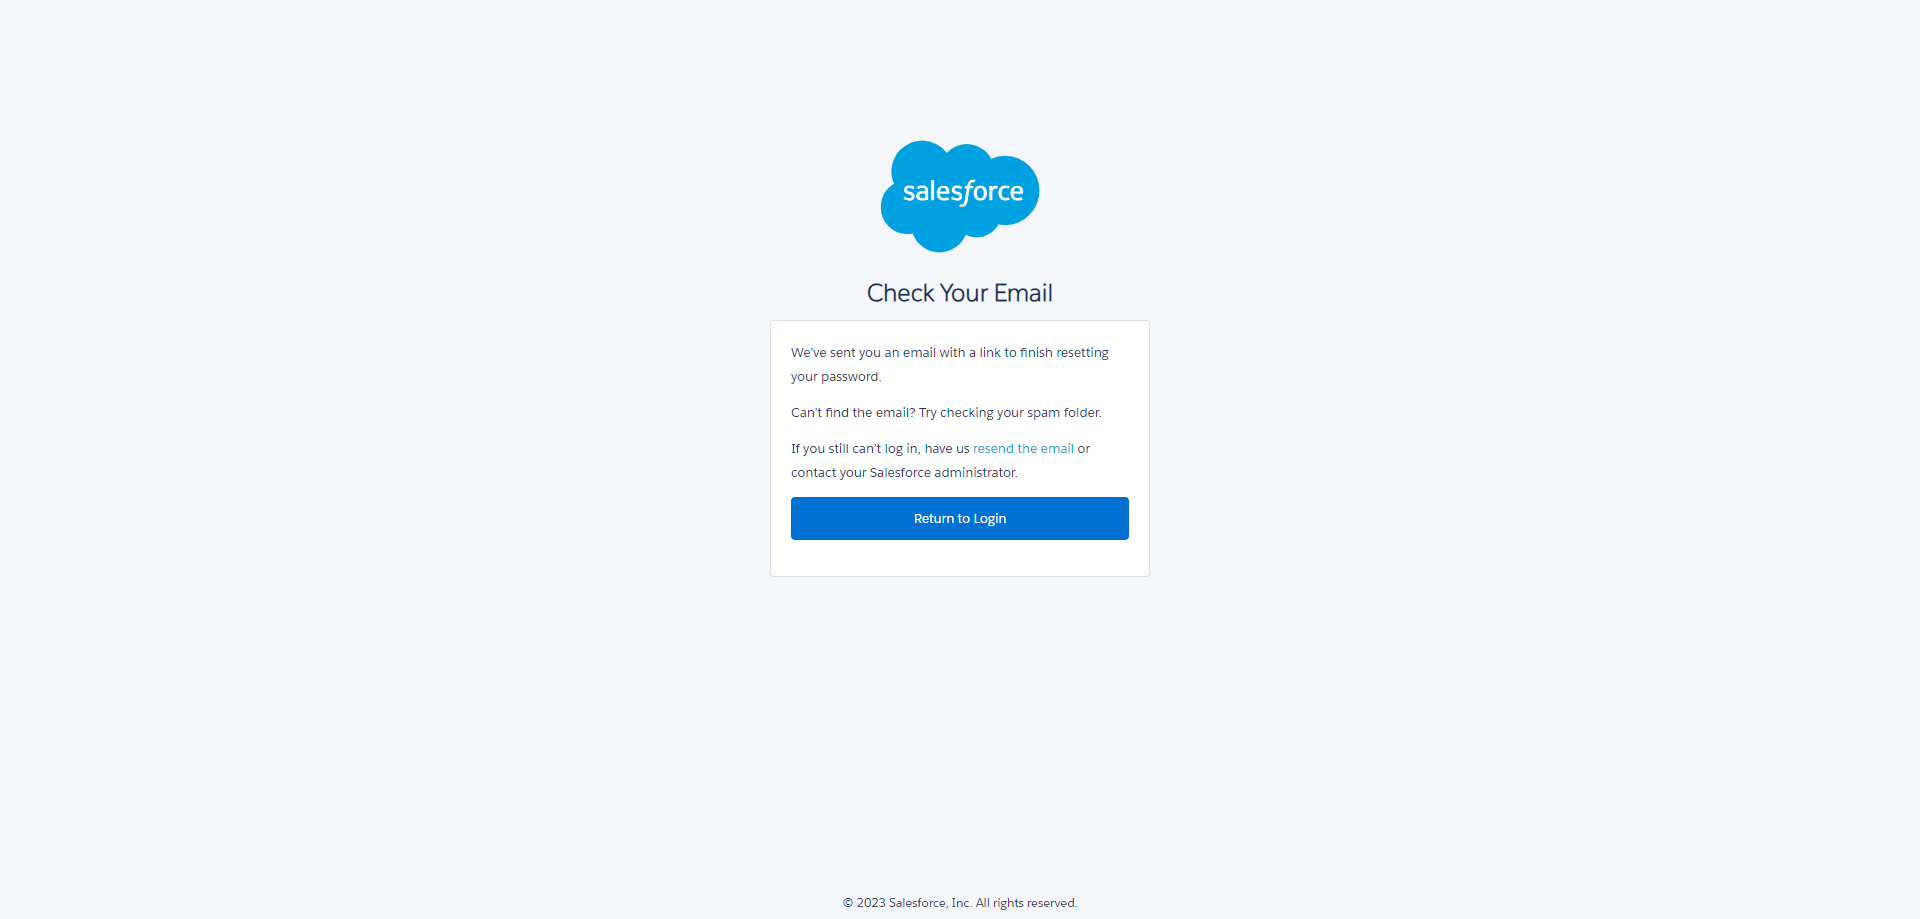 salesforce
Check Your Email
We’ve sent you an email with a link to finish resetting
your password.
Can’t find the email? Try checking your spam folder.
If you still can’t log in, have us resend the email or
contact your Salesforce administrator.
Return to Login
© 2023 Salesforce, Inc. All rights reserved.